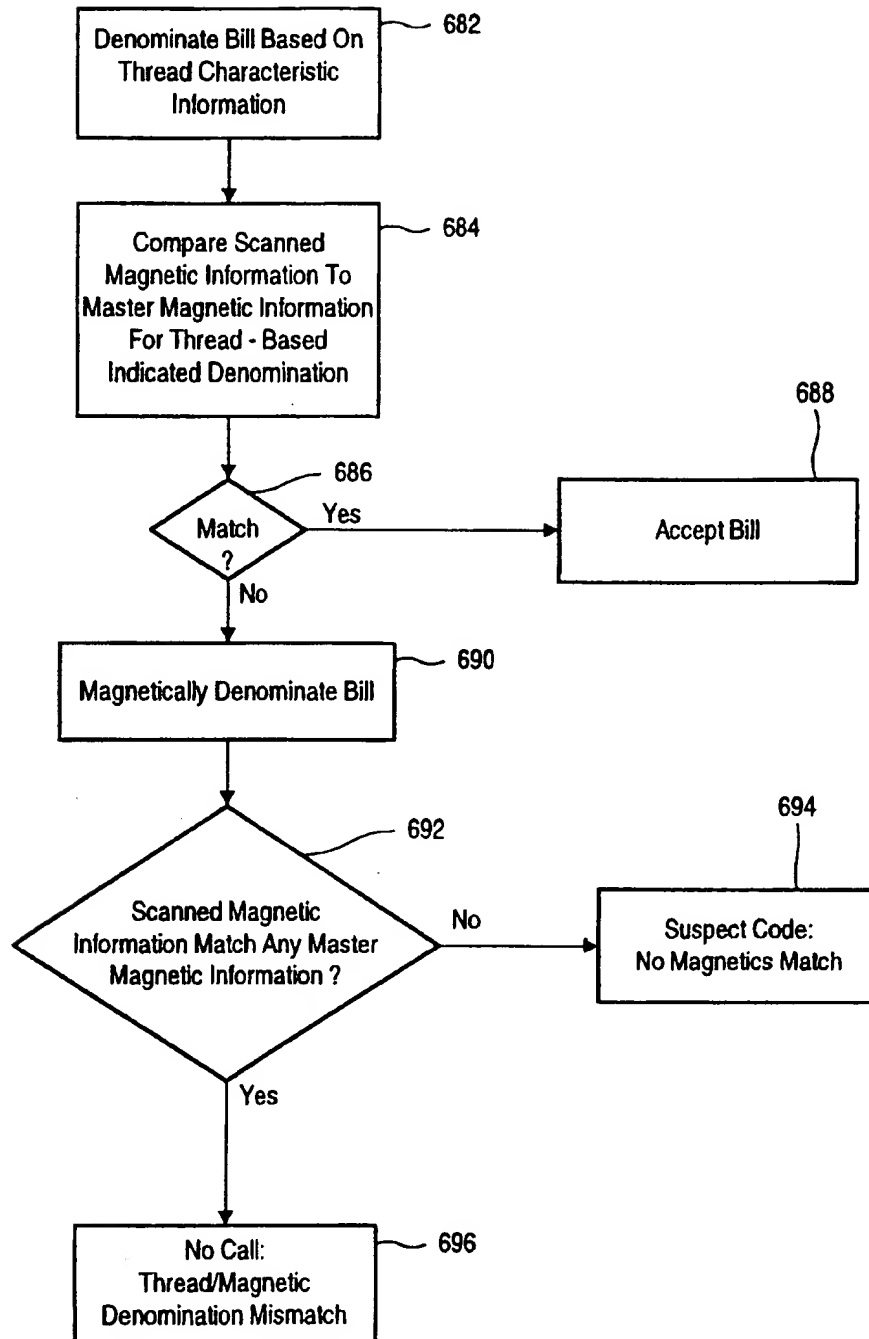 Denominate Bill Based On
Thread Characteristic
Information
682
Compare Scanned
Magnetic Information To
Master Magnetic Information
For Thread - Based
Indicated Denomination
684
686
Match
?
Yes
688
Accept Bill
No
690
Magnetically Denominate Bill
692
Scanned Magnetic
Information Match Any Master
Magnetic Information ?
No
694
Suspect Code:
No Magnetics Match
Yes
No Call:
Thread/Magnetic
Denomination Mismatch
696